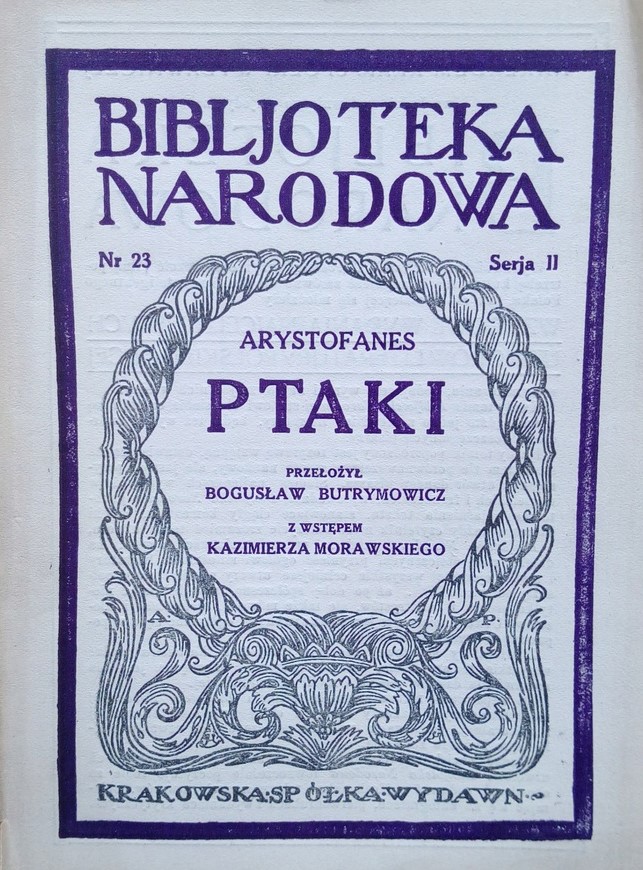 BIBLJOTEKA
NARODOWA
Nr 23 Serja II
ARYSTOFANES
PTAKI
PRZEŁOŻYŁ
BOGUSŁAW BUTRYMOWICZ
Z WSTĘPEM
KAZIMIERZA MORAWSKIEGO
A. P.
KRAKOWSKA·SPÓŁKA·WYDAWN·